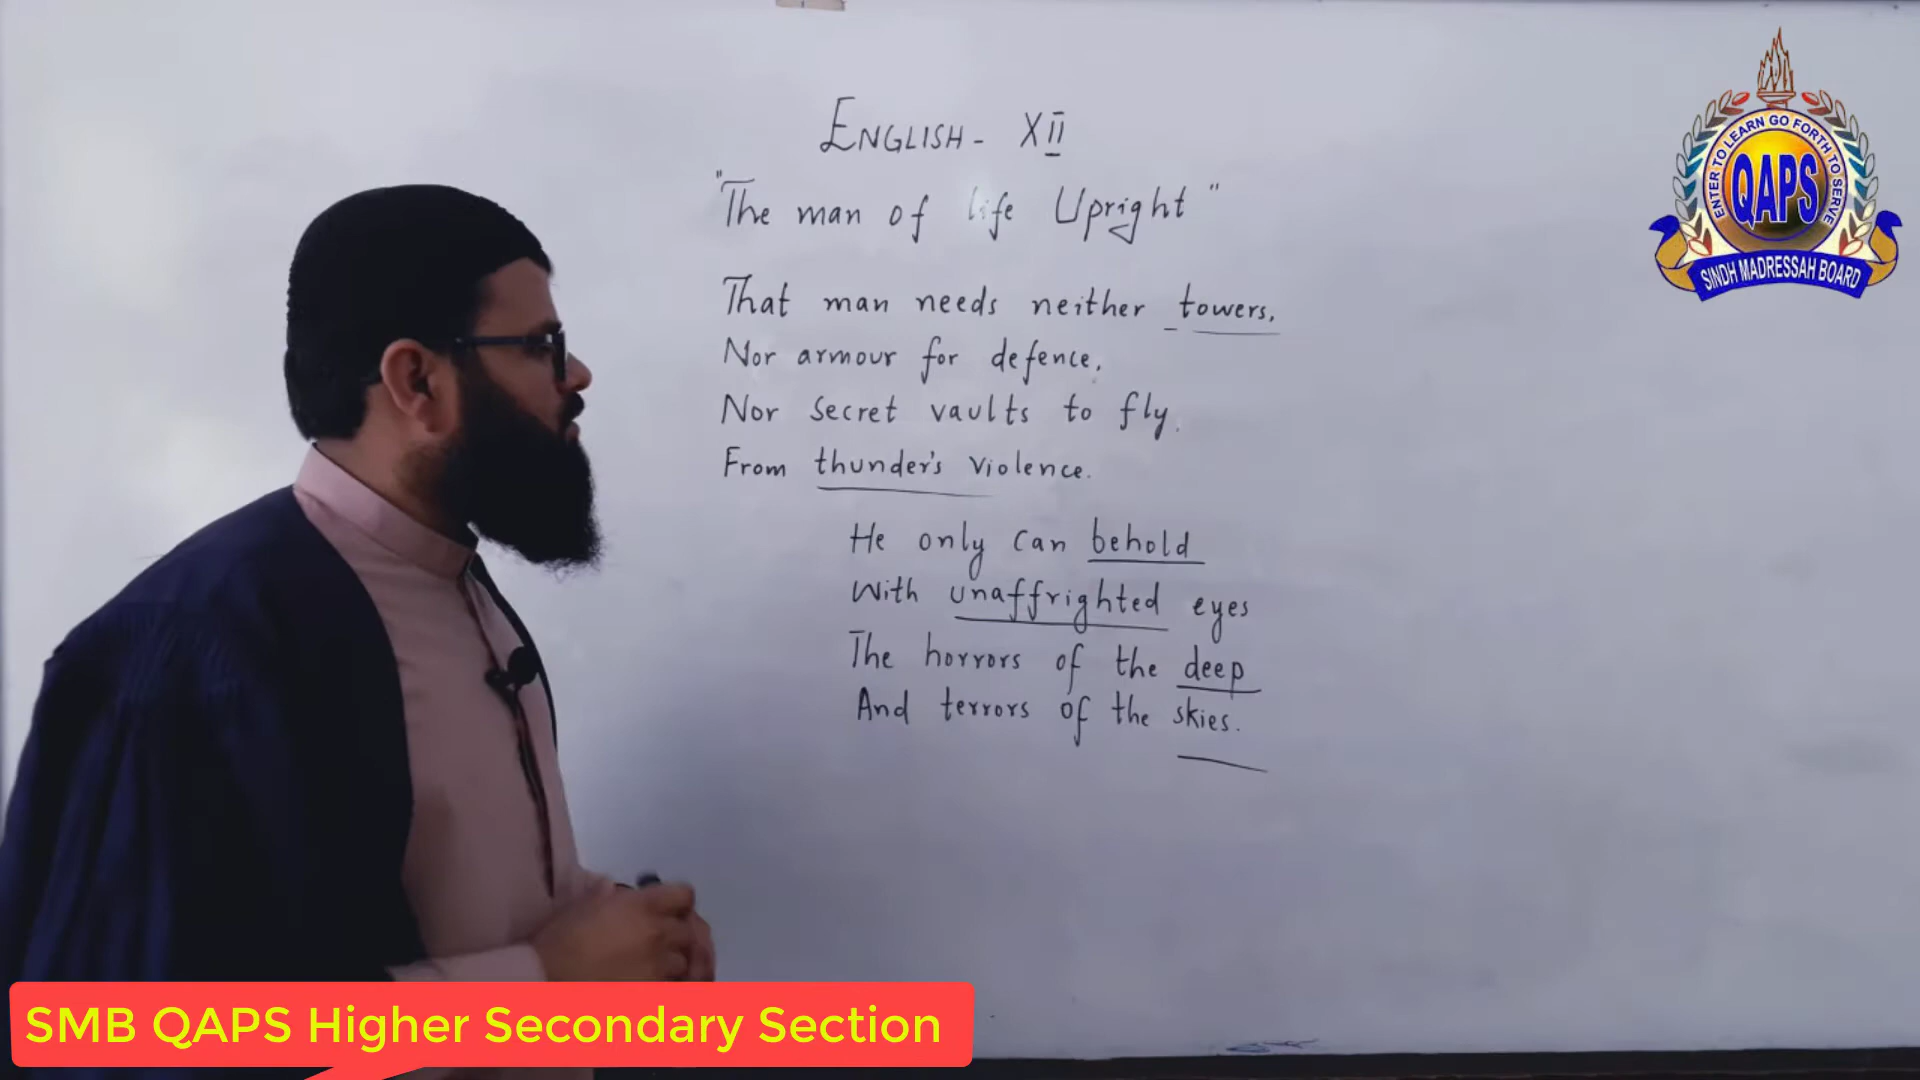 ENGLISH - XII
"The man of life Upright"
That man needs neither towers,
Nor armour for defence,
Nor secret vaults to fly,
From thunder's violence.
He only can behold
With unaffrighted eyes
The horrors of the deep
And terrors of the skies.
ENTER TO LEARN GO FORTH TO SERVE
QAPS
SINDH MADRESSAH BOARD
SMB QAPS Higher Secondary Section